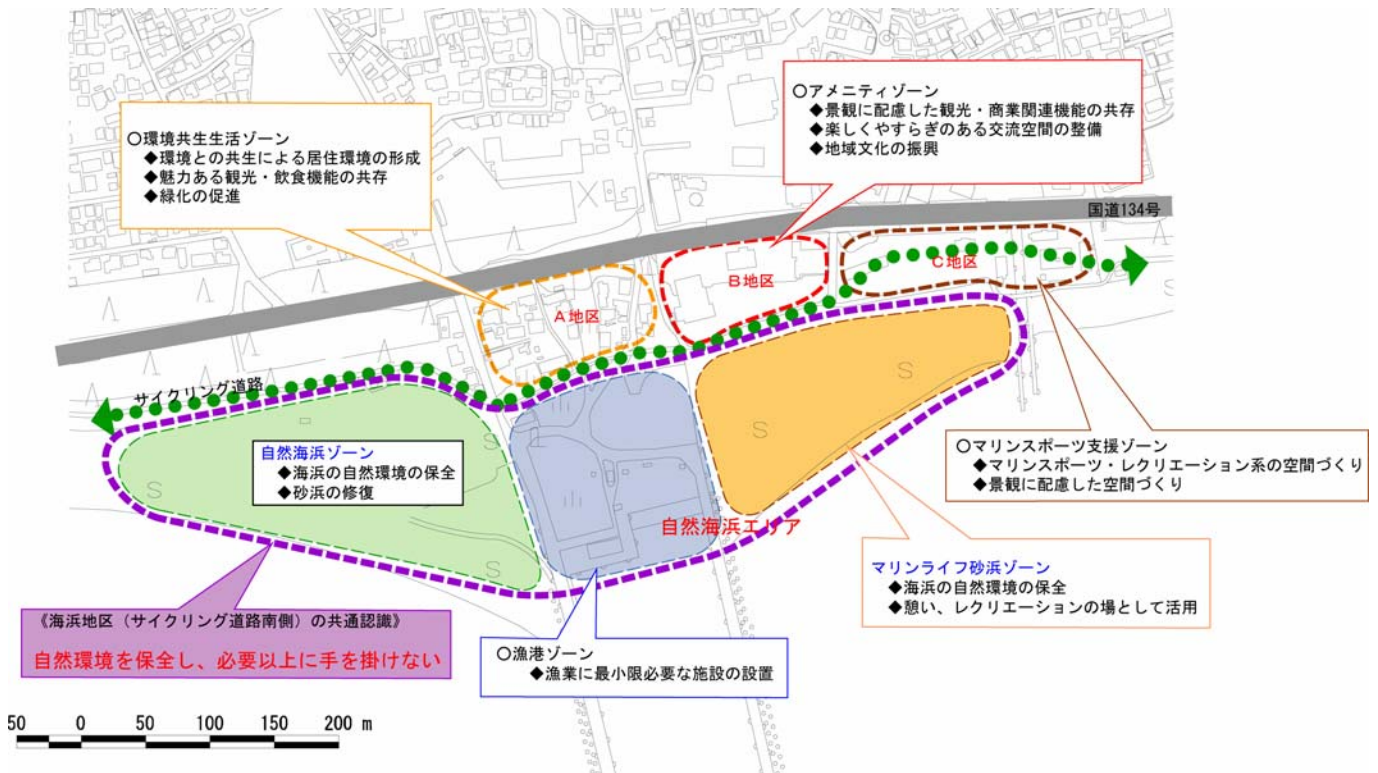 ○環境共生生活ゾーン
◆環境との共生による居住環境の形成
◆魅力ある観光・飲食機能の共存
◆緑化の促進
○アメニティゾーン
◆景観に配慮した観光・商業関連機能の共存
◆楽しくやすらぎのある交流空間の整備
◆地域文化の振興
国道134号
A地区
B地区
C地区
サイクリング道路
自然海浜ゾーン
◆海浜の自然環境の保全
◆砂浜の修復
S
S
S
S
S
S
自然海浜エリア
○マリンスポーツ支援ゾーン
◆マリンスポーツ・レクリエーション系の空間づくり
◆景観に配慮した空間づくり
マリンライフ砂浜ゾーン
◆海浜の自然環境の保全
◆憩い、レクリエーションの場として活用
《海浜地区（サイクリング道路南側）の共通認識》
自然環境を保全し、必要以上に手を掛けない
○漁港ゾーン
◆漁業に最小限必要な施設の設置
50 0 50 100 150 200 m